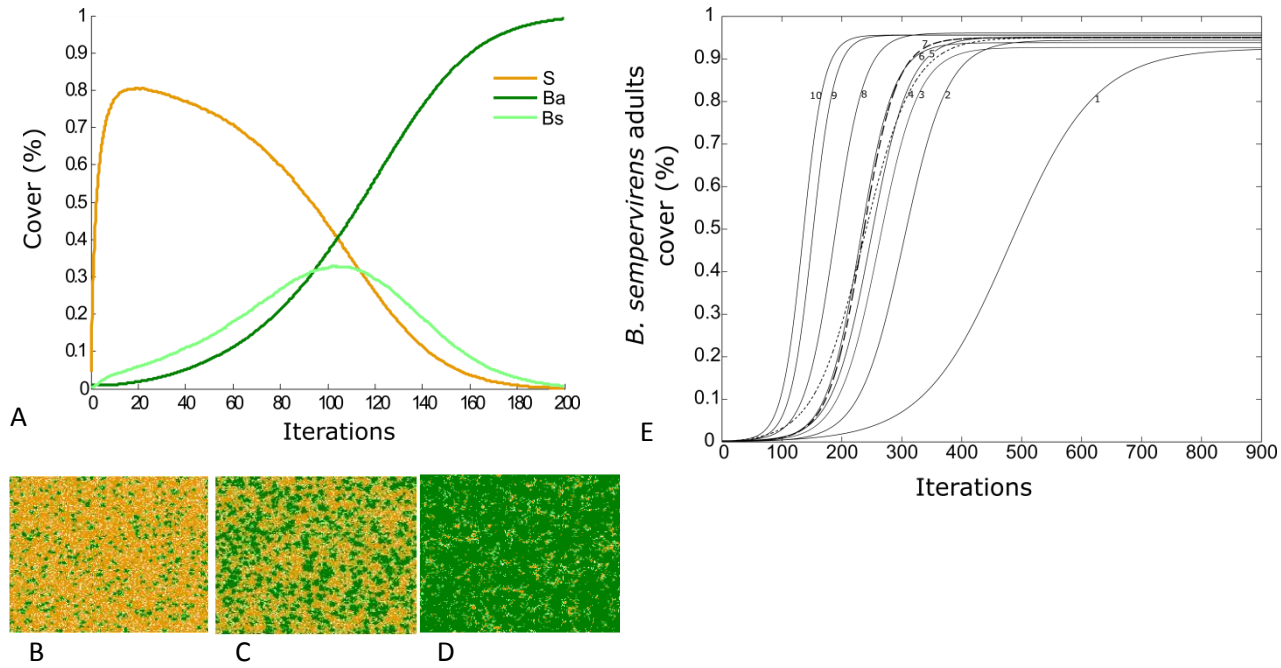 1
0.9
0.8
0.7
0.6
0.5
0.4
0.3
0.2
0.1
0
Cover (%)
S
Ba
Bs
0 20 40 60 80 100 120 140 160 180 200
Iterations
A
1
0.9
0.8
0.7
0.6
0.5
0.4
0.3
0.2
0.1
0
B. sempervirens adults
cover (%)
10 9 8 7 6 5 4 3 2 1
0 100 200 300 400 500 600 700 800 900
Iterations
E
B C D